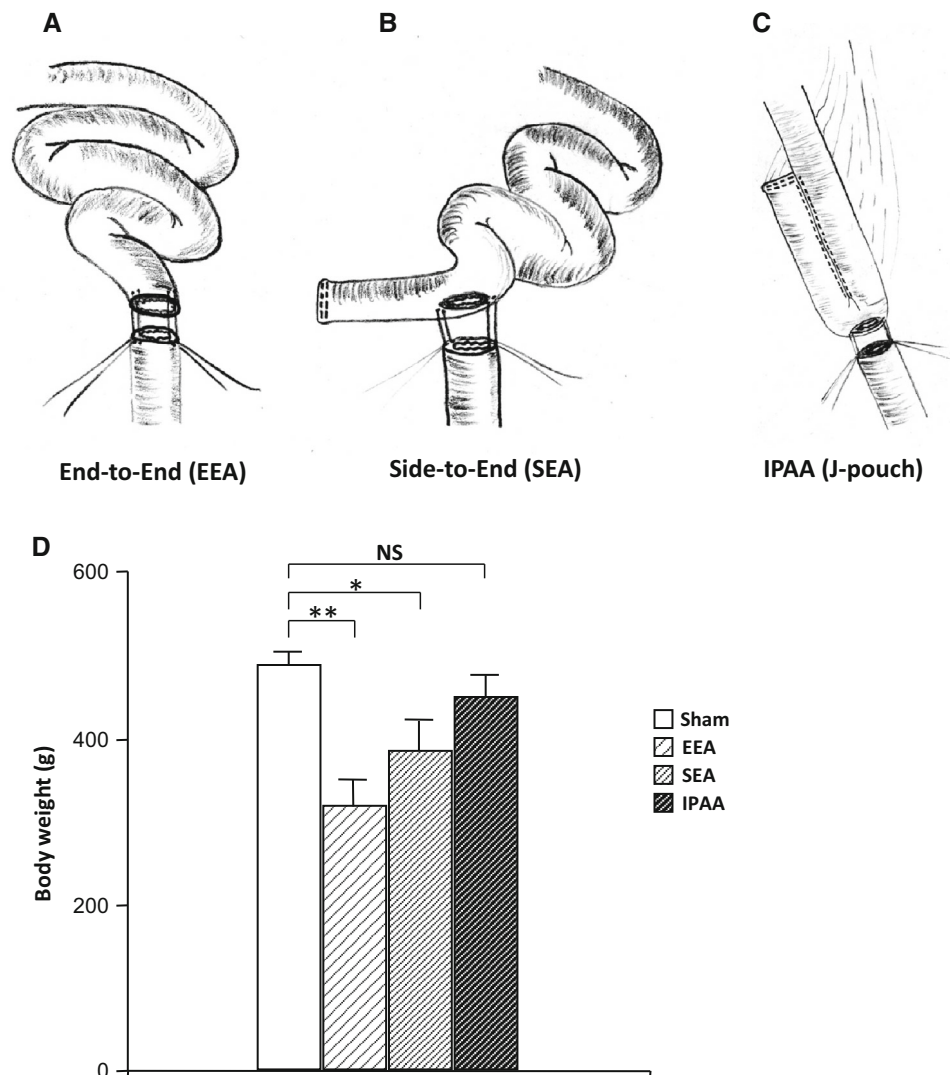 A
B
C
End-to-End (EEA)
Side-to-End (SEA)
IPAA (J-pouch)
D
NS
*
**
600
400
200
0
Body weight (g)
Sham
EEA
SEA
IPAA